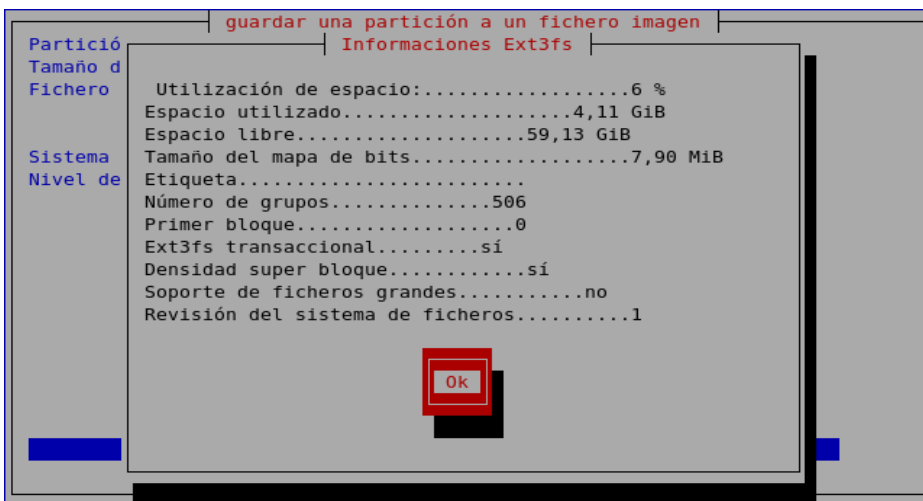 guardar una partición a un fichero imagen
Informaciones Ext3fs
Partició
Tamaño d
Fichero
Sistema
Nivel de
Utilización de espacio:..................6 %
Espacio utilizado....................4,11 GiB
Espacio libre.....................59,13 GiB
Tamaño del mapa de bits...................7,90 MiB
Etiqueta.........................
Número de grupos..............506
Primer bloque...................0
Ext3fs transaccional.........sí
Densidad super bloque............sí
Soporte de ficheros grandes...........no
Revisión del sistema de ficheros..........1
Ok